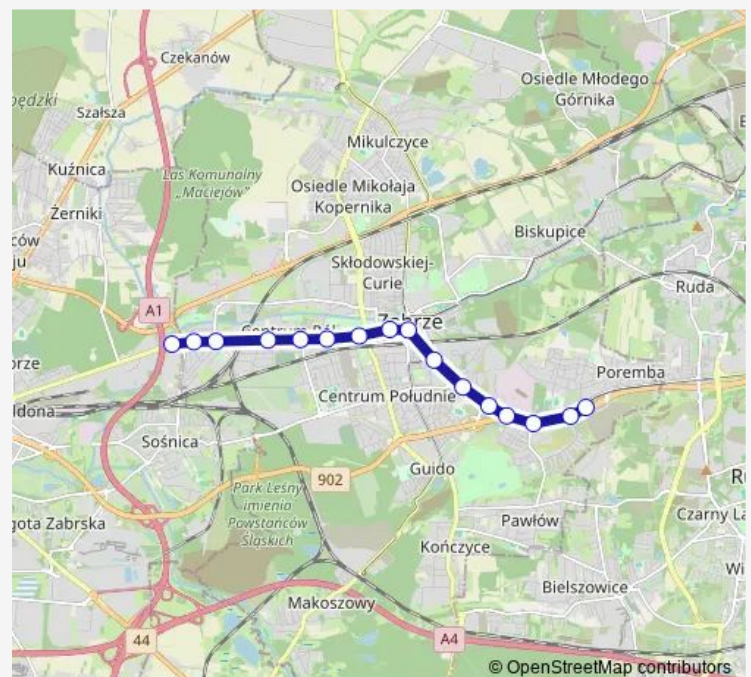 Czekanów
Osiedle Młodego
Górnika
Szałsza
Mikulczyce
Kuźnica
Las Komunalny
„Maciejów”
Osiedle Mikołaja
Kopernika
Żerniki
Biskupice
Skłodowskiej-
Curie
Ruda
A1
Zabrze
Poremba
Centrum Południe
Sośnica
Guido
902
Park Leśny
imienia
Powstańców
Śląskich
Pawłów
Kończyce
Bielszowice
Makoszowy
44
A4
© OpenStreetMap contributors